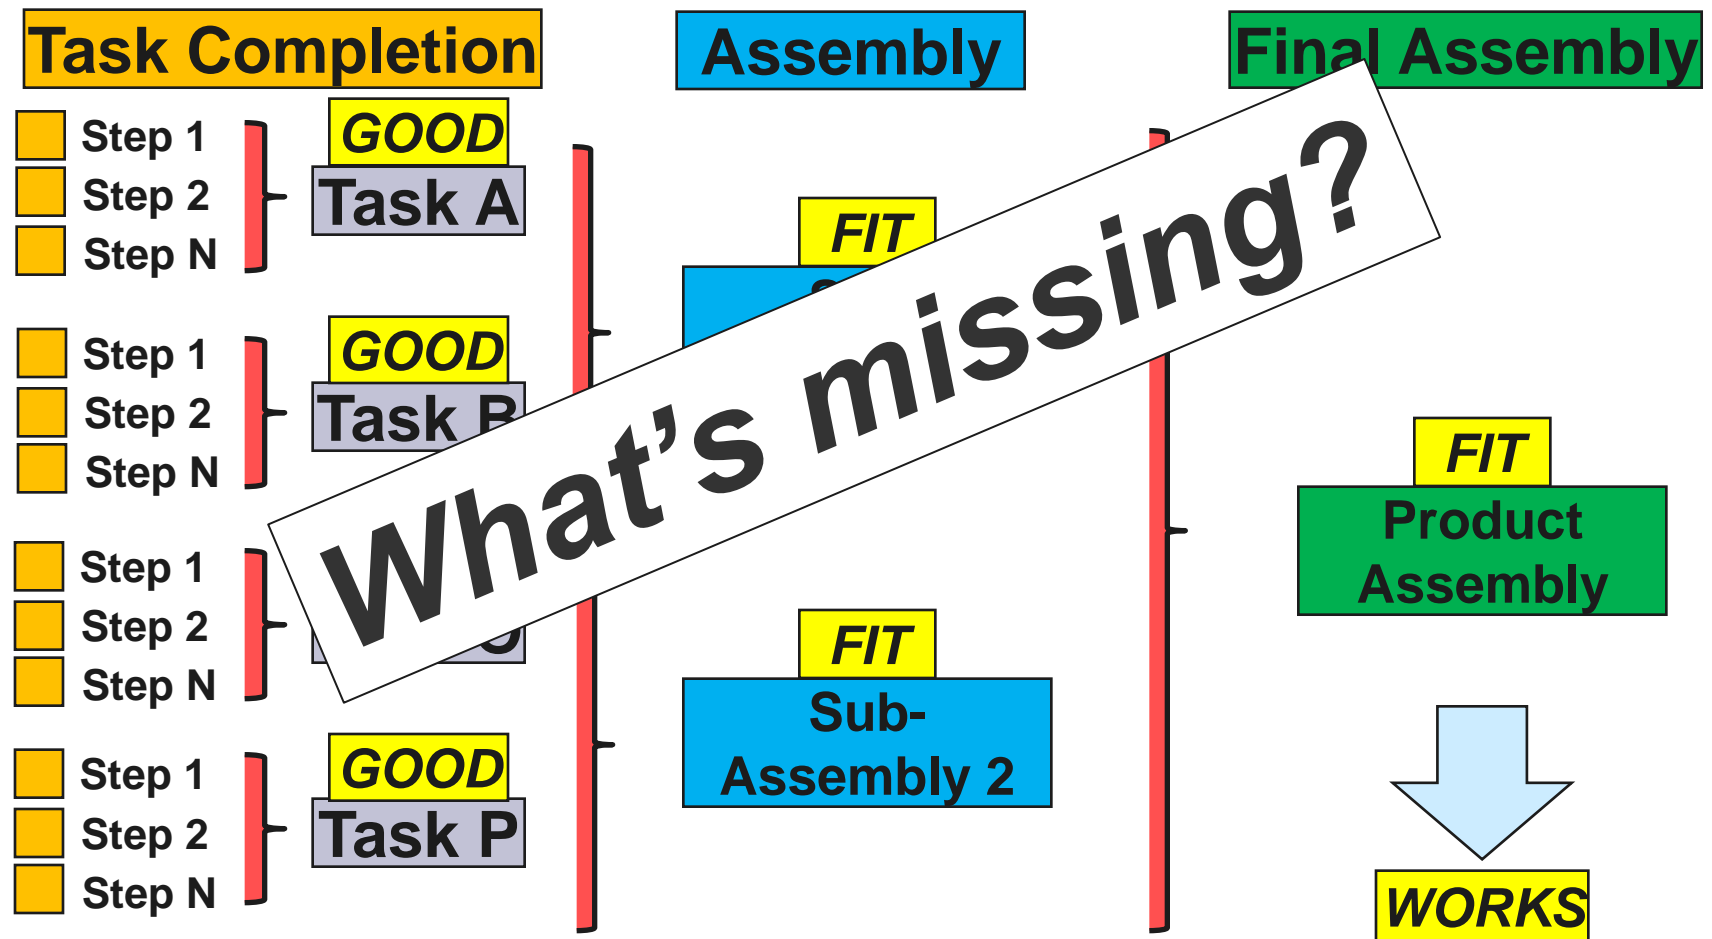 Task Completion
Assembly
Final Assembly
Step 1
Step 2
Step N
GOOD
Task A
Step 1
Step 2
Step N
GOOD
Task B
Step 1
Step 2
Step N
Step 1
Step 2
Step N
GOOD
Task P
FIT
FIT
Sub-
Assembly 2
FIT
Product
Assembly
WORKS
What's missing?